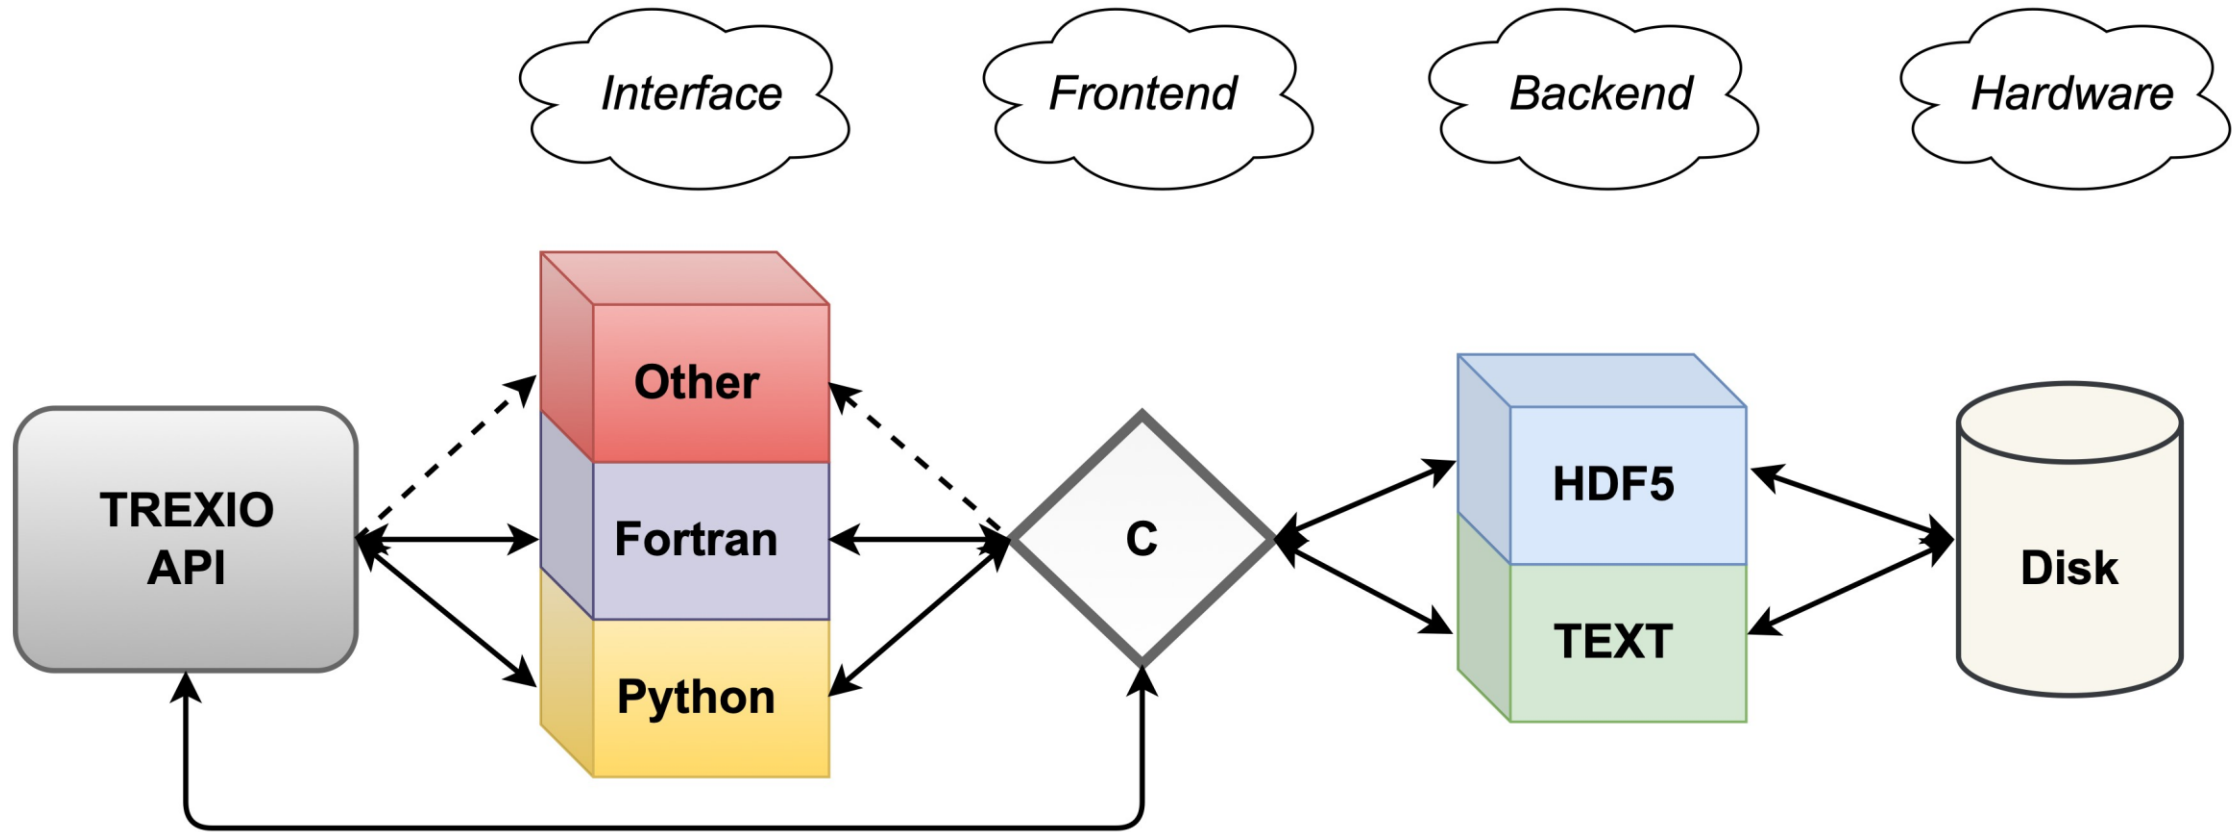 Interface
Frontend
Backend
Hardware
Other
TREXIO
API
Fortran
Python
C
HDF5
TEXT
Disk